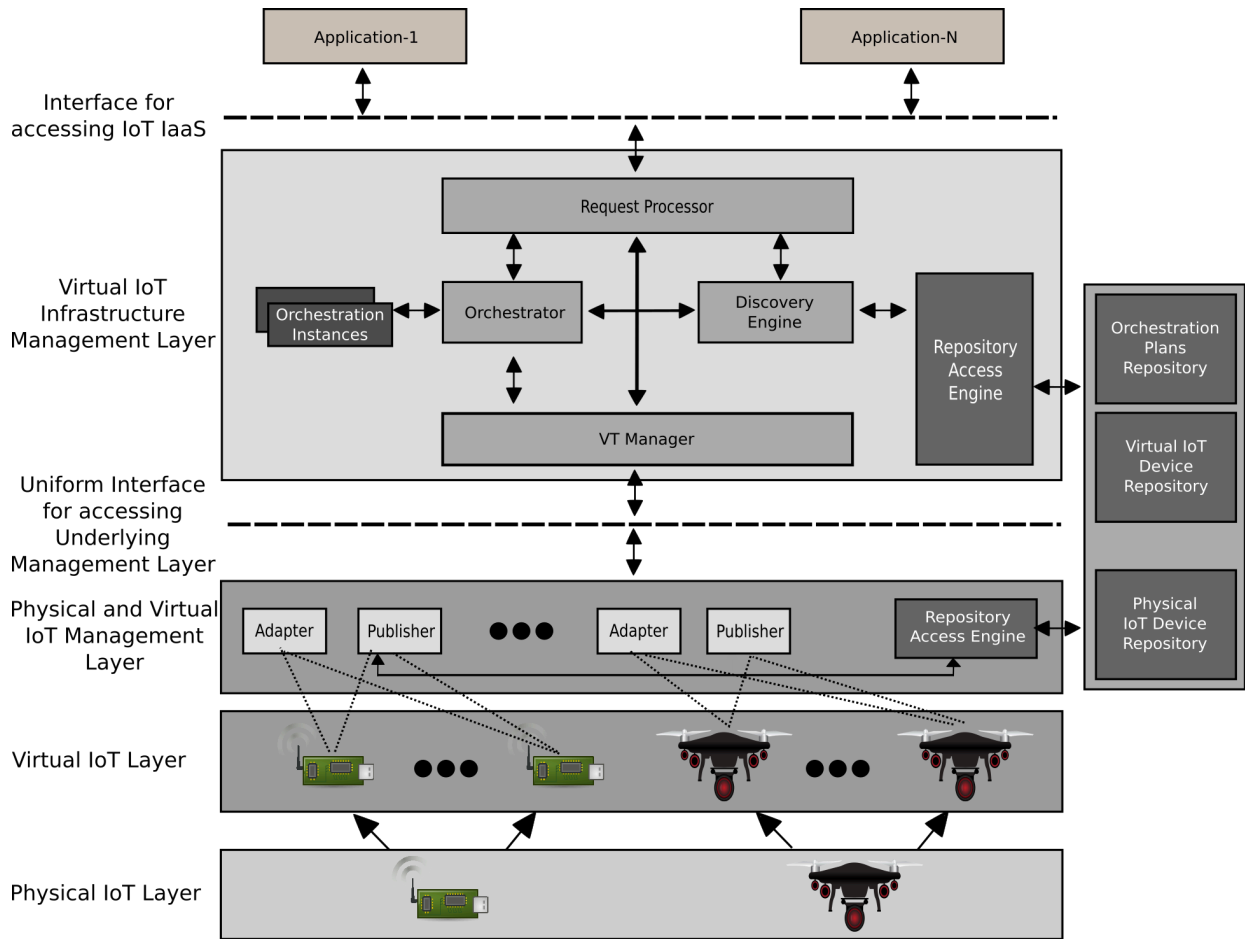 Application-1
Application-N
Interface for
accessing IoT IaaS
Request Processor
Virtual IoT
Infrastructure
Management Layer
Orchestration
Instances
Orchestrator
Discovery
Engine
Repository
Access
Engine
VT Manager
Orchestration
Plans
Repository
Virtual IoT
Device
Repository
Physical
IoT Device
Repository
Uniform Interface
for accessing
Underlying
Management Layer
Physical and Virtual
IoT Management
Layer
Adapter
Publisher
Adapter
Publisher
Repository
Access Engine
Virtual IoT Layer
Physical IoT Layer